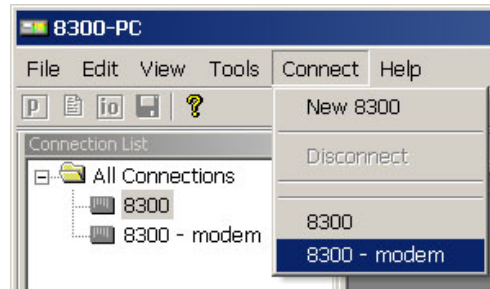 8300-PC
File Edit View Tools Connect Help
p io ?
Connection List
All Connections
8300
8300 - modem
New 8300
Disconnect
8300
8300 - modem